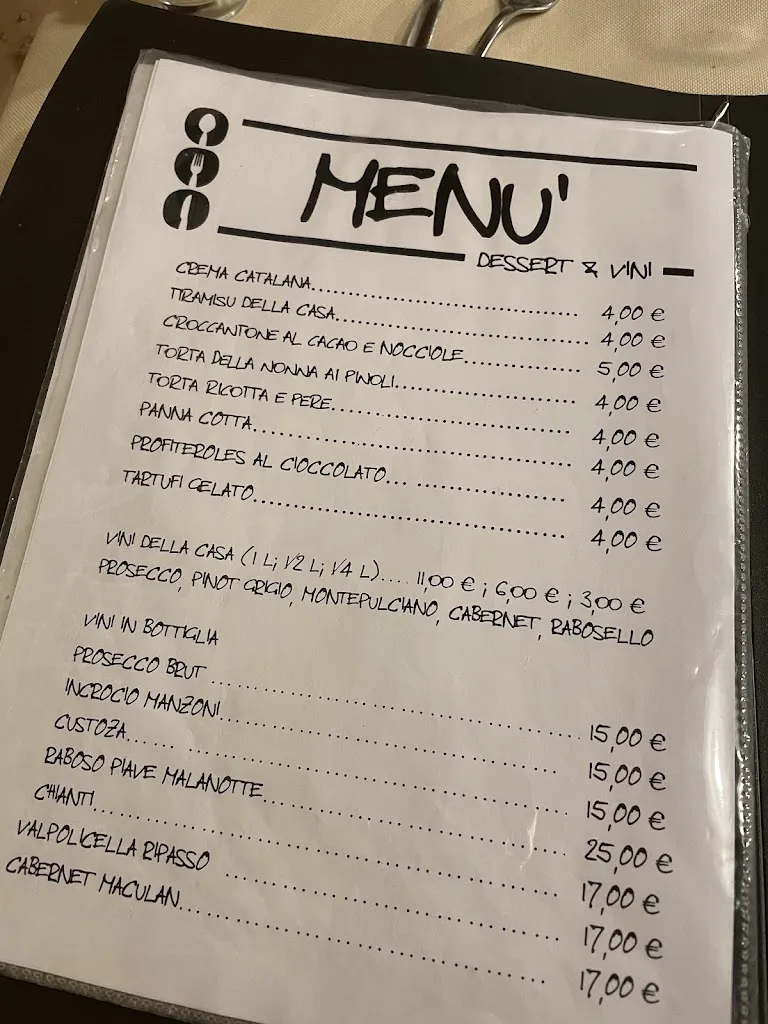 MENU'
DESSERT & VINI
CREMA CATALANA.......... 4,00 €
TIRAMISU DELLA CASA.......... 4,00 €
CROCCANTONE AL CACAO E NOCCIOLE.......... 5,00 €
TORTA DELLA NONNA AI PINOLI.......... 4,00 €
TORTA RICOTTA E PERE.......... 4,00 €
PANNA COTTA.......... 4,00 €
PROFITEROLES AL CIOCCOLATO... .......... 4,00 €
TARTUFI GELATO.......... 4,00 €
VINI DELLA CASA (1 L; 1/2 L; 1/4 L).... 11,00 € ; 6,00 € ; 3,00 €
PROSECCO, PINOT GRIGIO, MONTEPULCIANO, CABERNET, RABOSELLO
VINI IN BOTTIGLIA
PROSECCO BRUT .......... 15,00 €
INCROCIO MANZONI.......... 15,00 €
CUSTOZA...... .......... 15,00 €
RABOSO PIAVE MALANOTTE.......... 25,00 €
CHIANTI.......... 17,00 €
VALPOLICELLA RIPASSO .......... 17,00 €
CABERNET MACULAN.......... 17,00 €